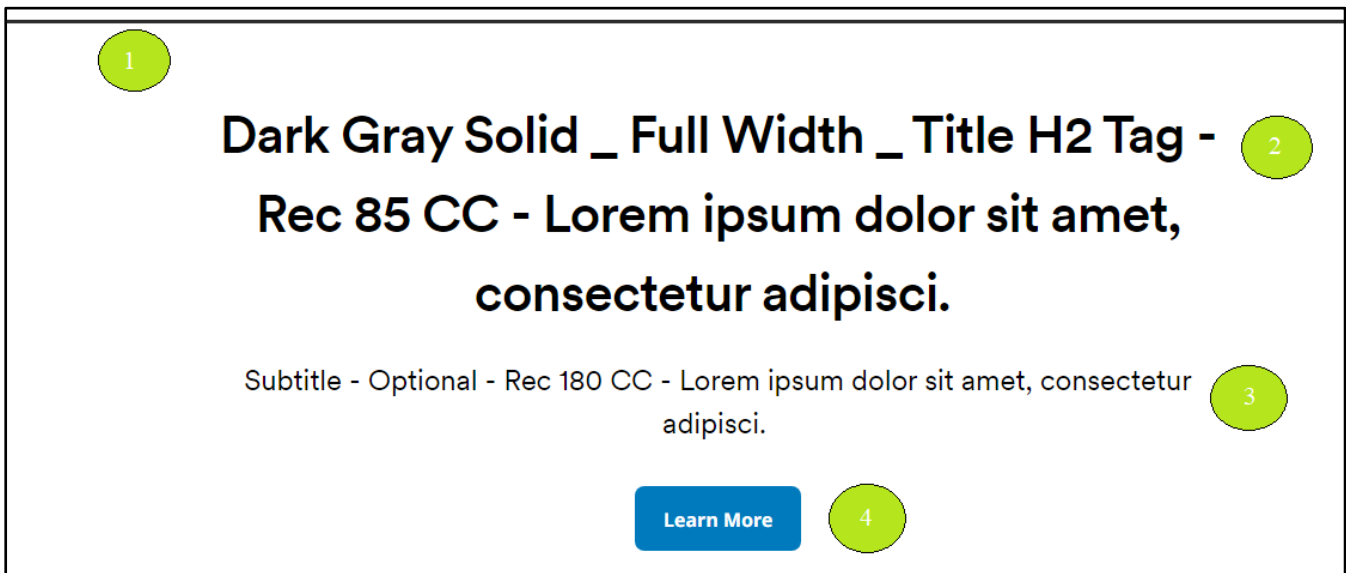 1
Dark Gray Solid _ Full Width _ Title H2 Tag -
2
Rec 85 CC - Lorem ipsum dolor sit amet,
consectetur adipisci.
Subtitle - Optional - Rec 180 CC - Lorem ipsum dolor sit amet, consectetur
3
adipisci.
Learn More
4